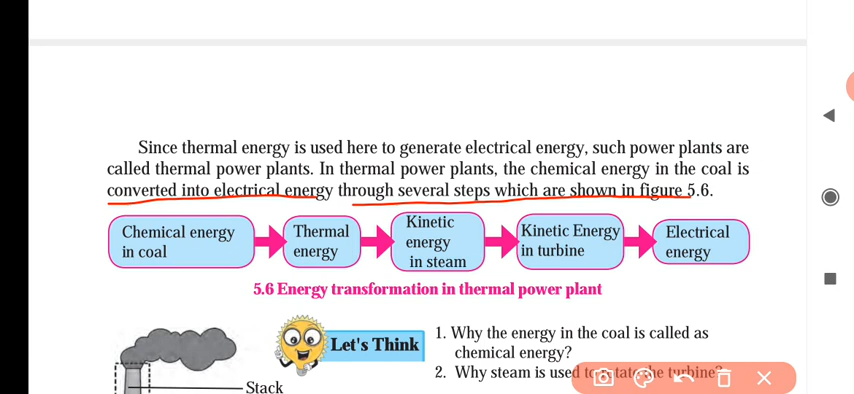 Since thermal energy is used here to generate electrical energy, such power plants are
called thermal power plants. In thermal power plants, the chemical energy in the coal is
converted into electrical energy through several steps which are shown in figure 5.6.
Chemical energy
in coal
Thermal
energy
Kinetic
energy
in steam
Kinetic Energy
in turbine
Electrical
energy
5.6 Energy transformation in thermal power plant
Let's Think
1. Why the energy in the coal is called as
chemical energy?
2. Why steam is used to rotate the turbine?
Stack